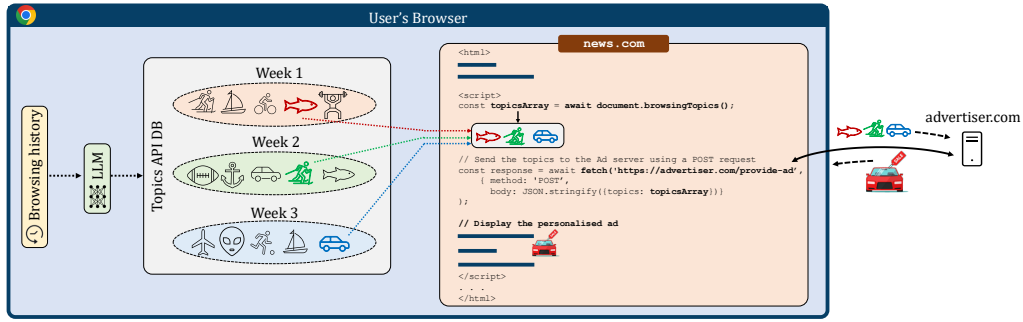 User's Browser
Browsing history
LLM
Topics API DB
Week 1
Week 2
Week 3
news.com
<html>
<script>
const topicsArray = await document.browsingTopics();
// Send the topics to the Ad server using a POST request
const response = await fetch('https://advertiser.com/provide-ad',
{ method: 'POST',
body: JSON.stringify({topics: topicsArray})}
);
// Display the personalised ad
</script>
. . .
</html>
advertiser.com